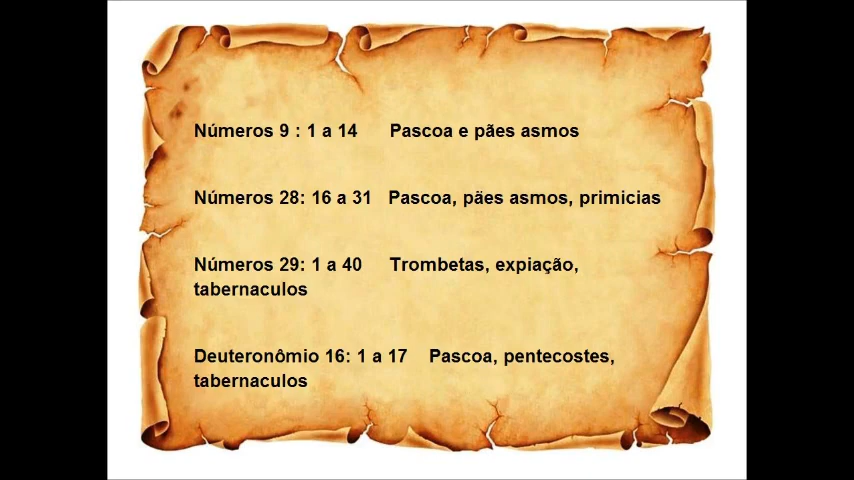 Números 9 : 1 a 14 Pascoa e pães asmos
Números 28: 16 a 31 Pascoa, päes asmos, primicias
Números 29: 1 a 40 Trombetas, expiação,
tabernaculos
Deuteronômio 16: 1 a 17 Pascoa, pentecostes,
tabernaculos